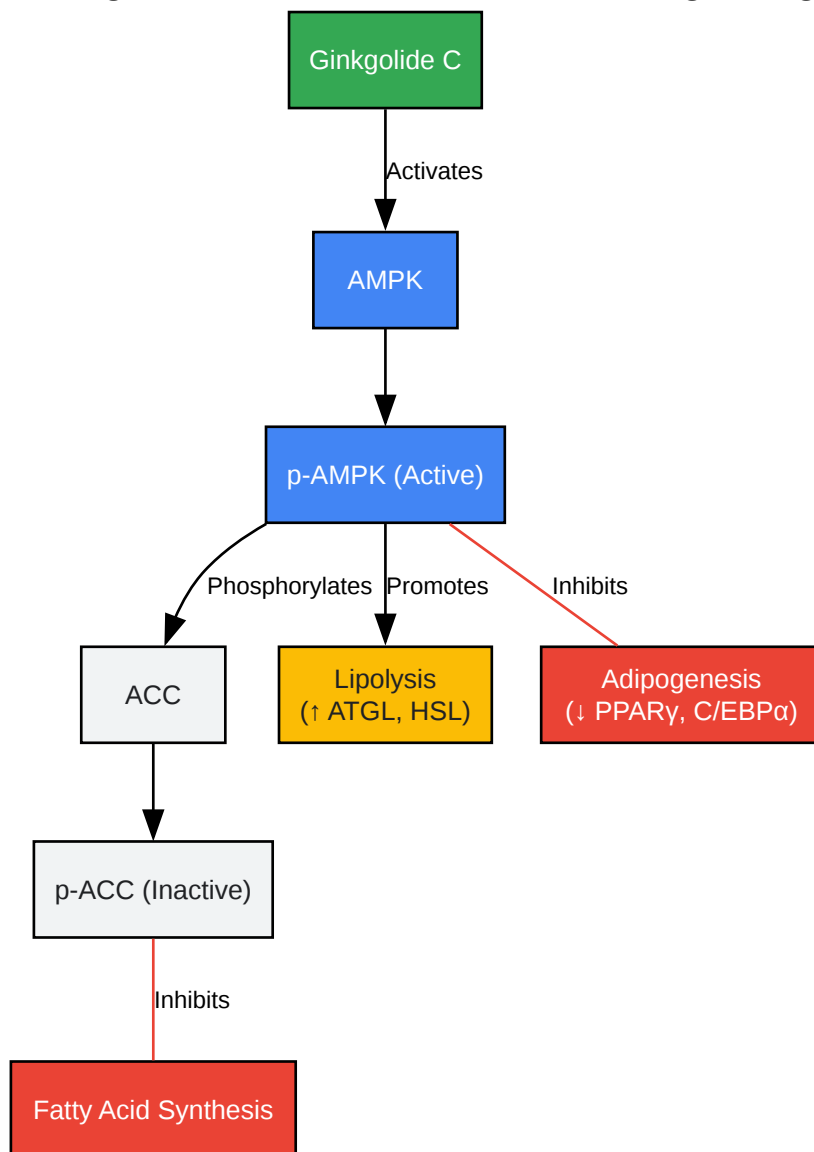 Ginkgolide C
Activates
AMPK
p-AMPK (Active)
Phosphorylates
Promotes
Inhibits
ACC
Lipolysis
(↑ ATGL, HSL)
Adipogenesis
(↓ PPARγ, C/EBPα)
p-ACC (Inactive)
Inhibits
Fatty Acid Synthesis